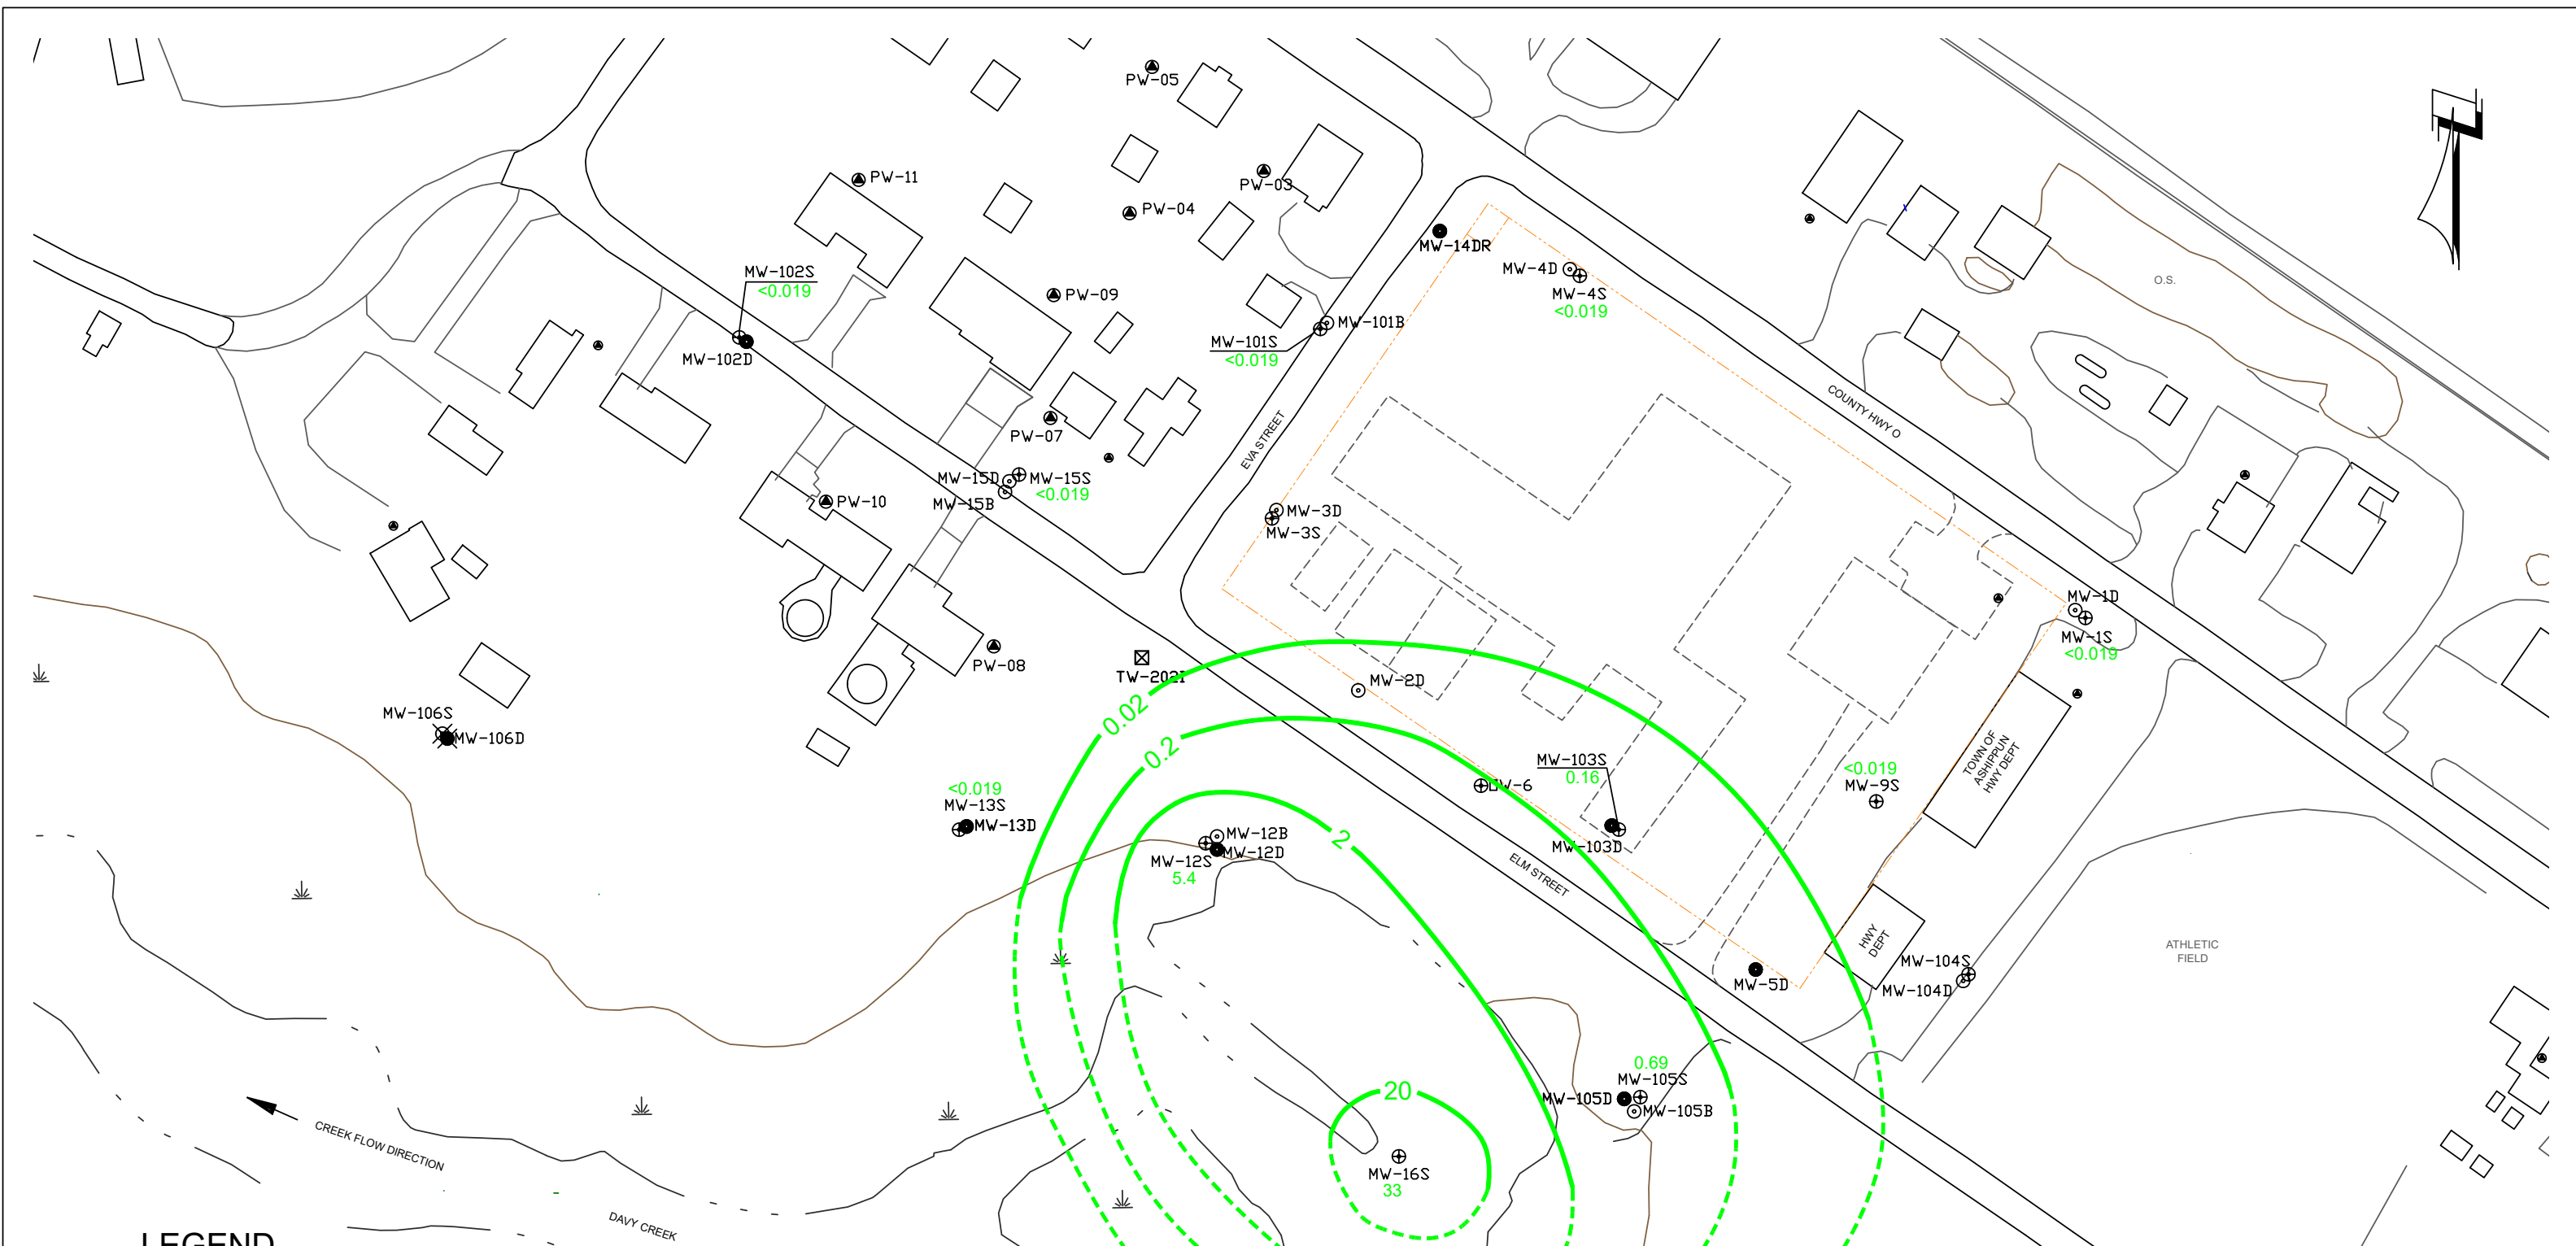 PW-05
PW-11
PW-03
PW-04
MW-14DR
MW-4D
MW-4S
<0.019
O.S.
MW-102S
<0.019
PW-09
MW-101B
MW-101S
<0.019
MW-102D
COUNTY HWY O
EVA STREET
PW-07
MW-15D
MW-15S
<0.019
MW-15B
PW-10
MW-3D
MW-3S
MW-1D
MW-1S
<0.019
PW-08
TW-202I
MW-2D
0.02
0.2
MW-106S
MW-106D
MW-103S
0.16
<0.019
MW-9S
TOWN OF
ASHIPPUN
HWY DEPT
<0.019
MW-13S
MW-13D
MW-12B
MW-12D
MW-12S
5.4
2
MW-103D
ELM STREET
HWY
DEPT
ATHLETIC
FIELD
MW-104S
MW-104D
MW-5D
0.69
MW-105S
MW-105D
MW-105B
20
MW-16S
33
CREEK FLOW DIRECTION
DAVY CREEK
LEGEND